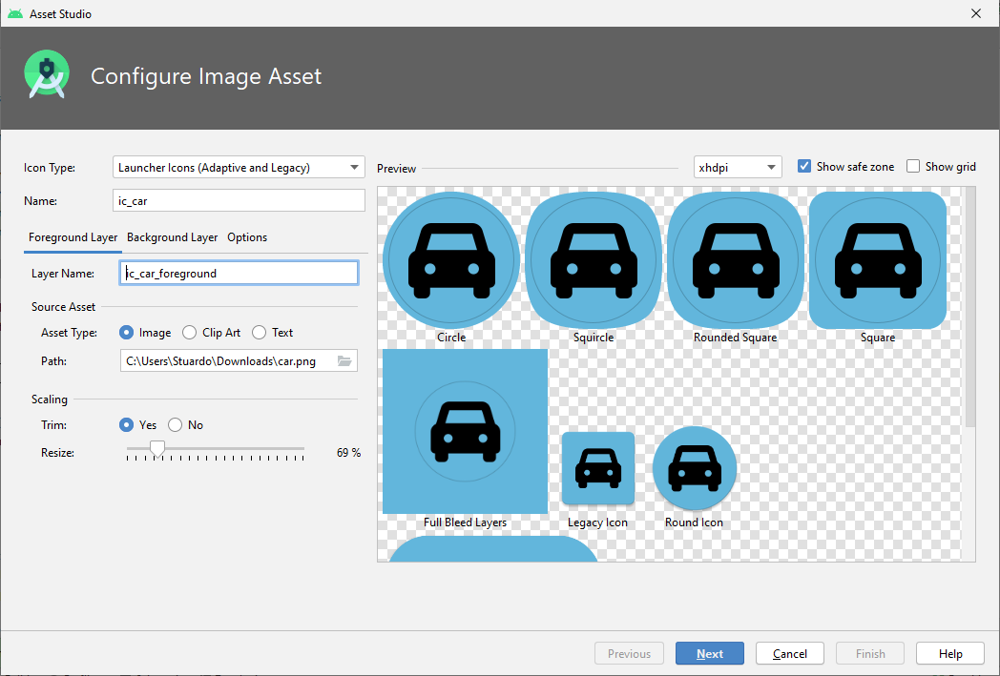 Asset Studio
Configure Image Asset
Icon Type: Launcher Icons (Adaptive and Legacy)
Name: ic_car
Foreground Layer Background Layer Options
Layer Name: ic_car_foreground
Source Asset
Asset Type: Image Clip Art Text
Path: C:\Users\Stuardo\Downloads\car.png
Scaling
Trim: Yes No
Resize: 69 %
Preview xhdpi Show safe zone Show grid
Circle Squircle Rounded Square Square
Full Bleed Layers Legacy Icon Round Icon
Previous Next Cancel Finish Help